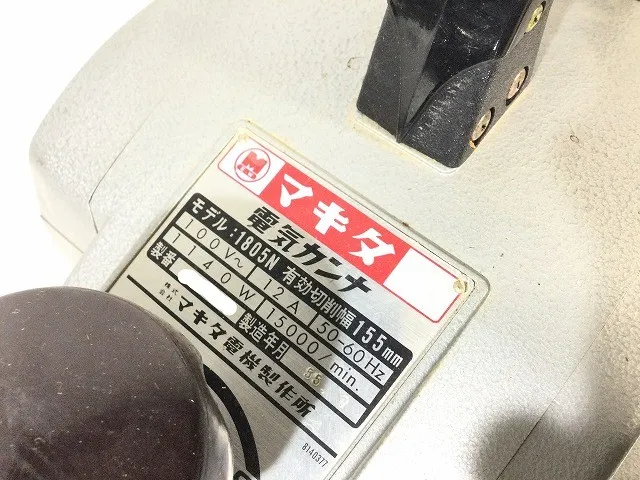 M
マキタ
電気カンナ
モデル:1805N 有効切削幅155mm
100V~ 12A 50-60Hz
1140W 15000/min.
製番 製造年月 55
株式会社 マキタ電機製作所
8140377